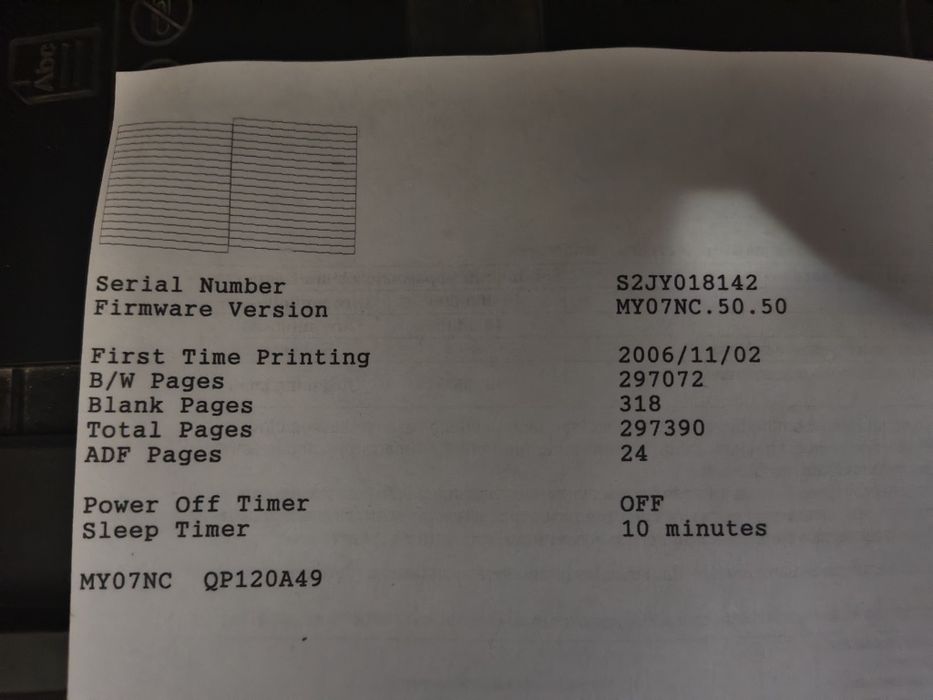 Abc
Serial Number S2JY018142
Firmware Version MY07NC.50.50
First Time Printing 2006/11/02
B/W Pages 297072
Blank Pages 318
Total Pages 297390
ADF Pages 24
Power Off Timer OFF
Sleep Timer 10 minutes
MY07NC QP120A49